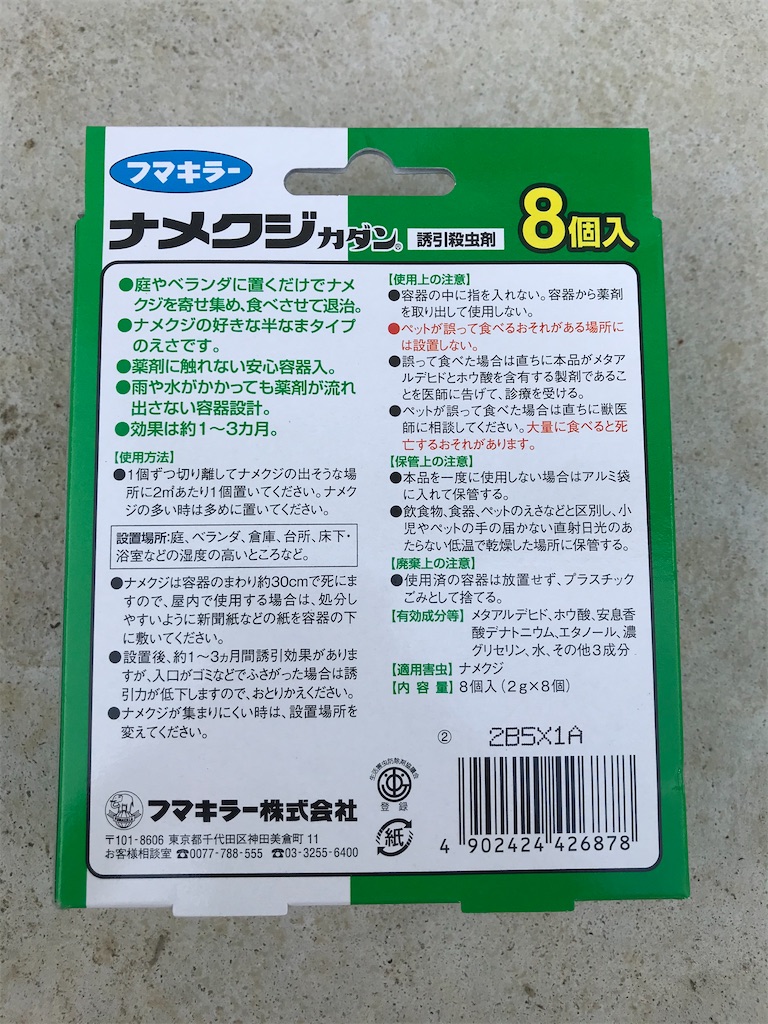 フマキラー
ナメクジカダン® 誘引殺虫剤 8個入
●庭やベランダに置くだけでナメ
クジを寄せ集め、食べさせて退治。
●ナメクジの好きな半なまタイプ
のえさです。
●薬剤に触れない安心容器入。
●雨や水がかかっても薬剤が流れ
出さない容器設計。
●効果は約1〜3カ月。
【使用方法】
●1個ずつ切り離してナメクジの出そうな場
所に2㎡あたり1個置いてください。ナメク
ジの多い時は多めに置いてください。
設置場所:庭、ベランダ、倉庫、台所、床下・
浴室などの湿度の高いところなど。
●ナメクジは容器のまわり約30cmで死にま
すので、屋内で使用する場合は、処分し
やすいように新聞紙などの紙を容器の下
に敷いてください。
●設置後、約1〜3ヵ月間誘引効果がありま
すが、入口がゴミなどでふさがった場合は誘
引力が低下しますので、おとりかえください。
●ナメクジが集まりにくい時は、設置場所を
変えてください。
フマキラー株式会社
〒101-8606 東京都千代田区神田美倉町11
お客様相談室 ☎0077-788-555 ☎03-3255-6400
【使用上の注意】
●容器の中に指を入れない。容器から薬剤
を取り出して使用しない。
●ペットが誤って食べるおそれがある場所に
は設置しない。
●誤って食べた場合は直ちに本品がメタア
ルデヒドとホウ酸を含有する製剤であるこ
とを医師に告げて、診療を受ける。
●ペットが誤って食べた場合は直ちに獣医
師に相談してください。大量に食べると死
亡するおそれがあります。
【保管上の注意】
●本品を一度に使用しない場合はアルミ袋
に入れて保管する。
●飲食物、食器、ペットのえさなどと区別し、小
児やペットの手の届かない直射日光のあ
たらない低温で乾燥した場所に保管する。
【廃棄上の注意】
●使用済の容器は放置せず、プラスチック
ごみとして捨てる。
【有効成分等】メタアルデヒド、ホウ酸、安息香
酸デナトニウム、エタノール、濃
グリセリン、水、その他3成分
【適用害虫】ナメクジ
【内容量】8個入(2g×8個)
② 2B5X1A
生活害虫防除剤協議会
登録
紙
4 902424 426878